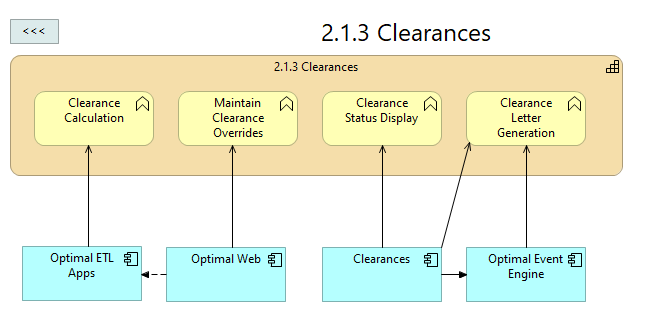 <<<
2.1.3 Clearances
2.1.3 Clearances
Clearance
Calculation
Maintain
Clearance
Overrides
Clearance
Status Display
Clearance
Letter
Generation
Optimal ETL
Apps
Optimal Web
Clearances
Optimal Event
Engine